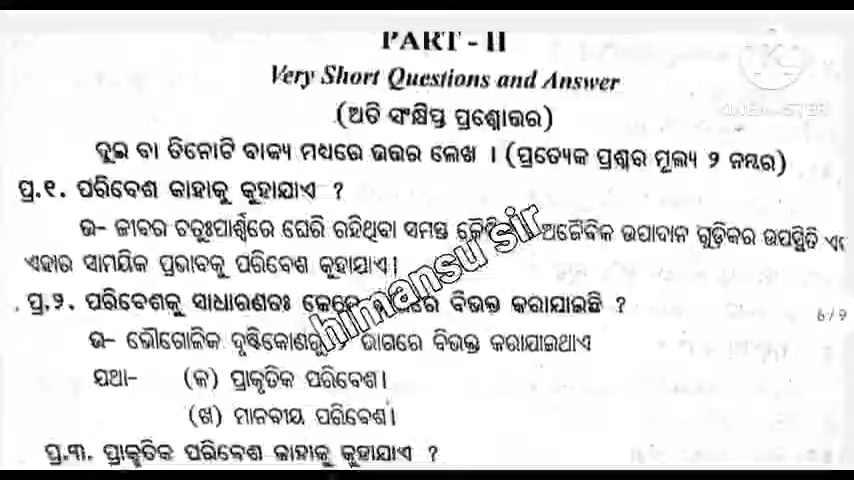 PART - II
Very Short Questions and Answer
(ଅତି ସଂକ୍ଷିପ୍ତ ପ୍ରଶ୍ନୋତ୍ତର)
ଦୁଇ ବା ତିନୋଟି ବାକ୍ୟ ମଧ୍ୟରେ ଉତ୍ତର ଲେଖ । (ପ୍ରତ୍ୟେକ ପ୍ରଶ୍ନର ମୂଲ୍ୟ ୨ ନମ୍ବର)
ପ୍ର.୧. ପରିବେଶ କାହାକୁ କୁହାଯାଏ ?
ଉ- ଜୀବର ଚତୁଃପାର୍ଶ୍ୱରେ ଘେରି ରହିଥିବା ସମସ୍ତ ଅଜୈବିକ ଉପାଦାନ ଗୁଡ଼ିକର ଉପସ୍ଥିତି
ଏହାର ସାମୟିକ ପ୍ରଭାବକୁ ପରିବେଶ କୁହାଯାଏ।
ପ୍ର.୨. ପରିବେଶକୁ ସାଧାରଣତଃ କେତେ ବିଭକ୍ତ କରାଯାଇଛି ?
ଉ- ଭୌଗୋଳିକ ଦୃଷ୍ଟିକୋଣରୁ ୨ ଭାଗରେ ବିଭକ୍ତ କରାଯାଇଥାଏ
ଯଥା- (କ) ପ୍ରାକୃତିକ ପରିବେଶ।
(ଖ) ମାନବୀୟ ପରିବେଶ।
ପ୍ର.୩. ପ୍ରାକୃତିକ ପରିବେଶ କାହାକୁ କୁହାଯାଏ ?
himansu sir